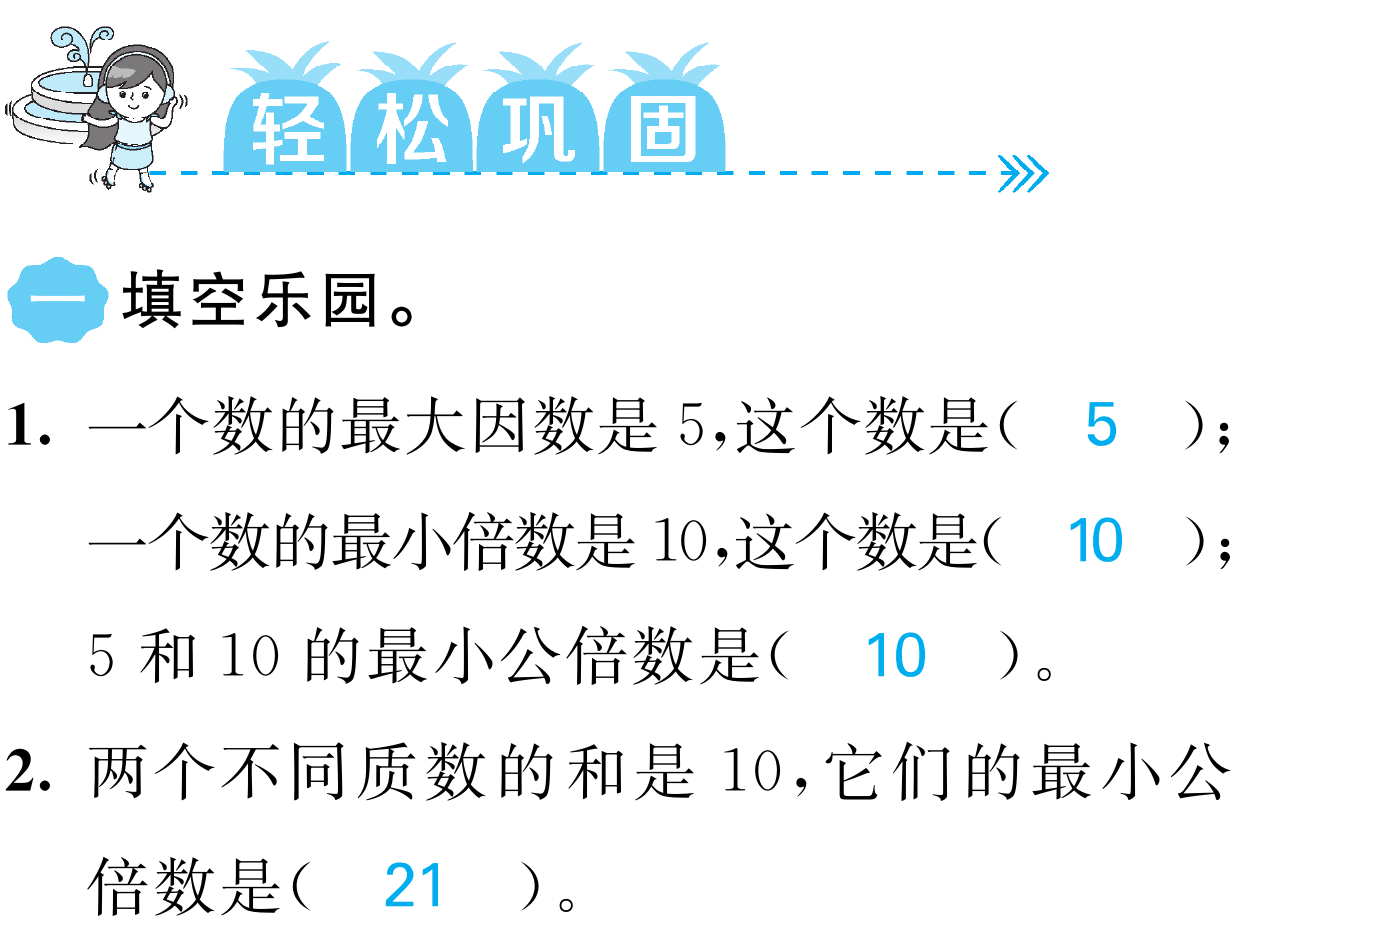 轻松巩固
一 填空乐园。
1. 一个数的最大因数是 5,这个数是( 5 );
一个数的最小倍数是 10,这个数是( 10 );
5 和 10 的最小公倍数是( 10 )。
2. 两个不同质数的和是 10,它们的最小公
倍数是( 21 )。